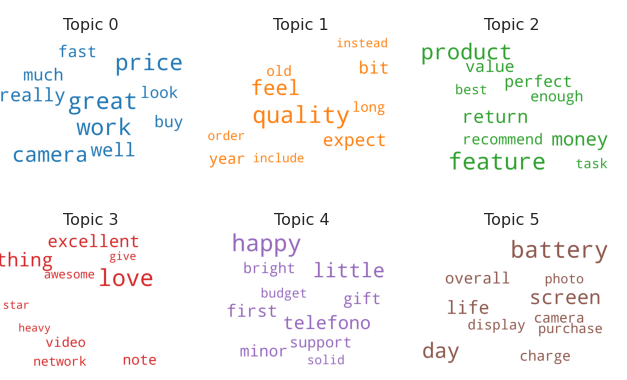 Topic 0
fast
price
much
really
great
look
work
buy
camera
well
Topic 1
instead
old
bit
feel
quality
long
order
expect
year
include
Topic 2
product
value
perfect
best
enough
return
recommend
money
feature
task
Topic 3
excellent
thing
give
awesome
love
star
heavy
video
network
note
Topic 4
happy
bright
little
budget
gift
first
telefono
support
minor
solid
Topic 5
battery
overall
photo
screen
life
camera
display
purchase
day
charge